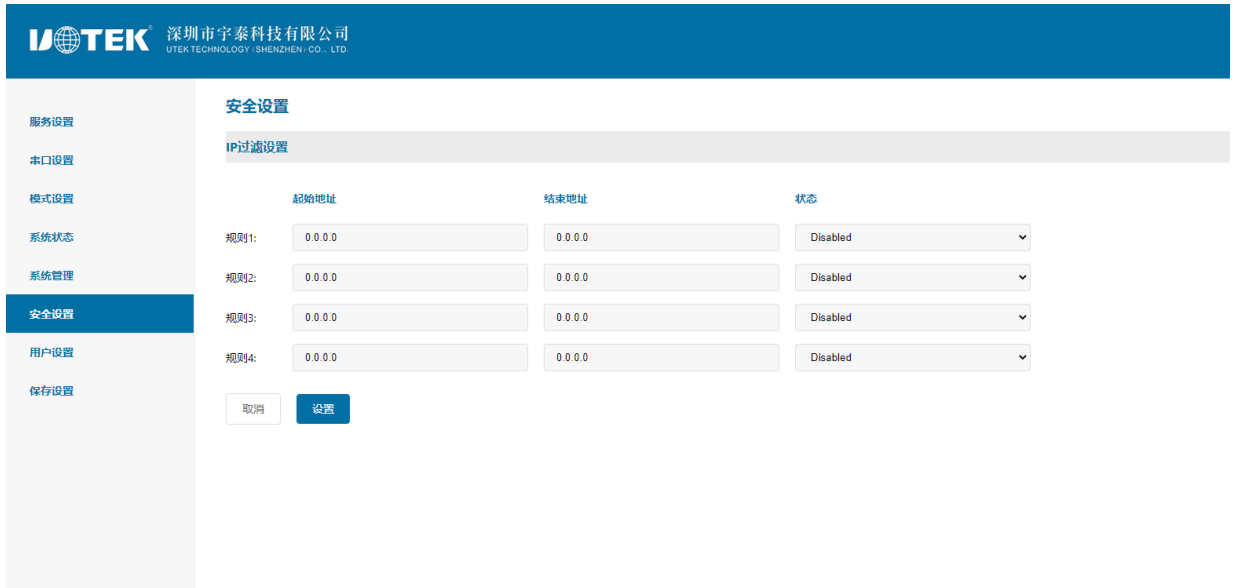 UTEK® 深圳市宇泰科技有限公司
UTEK TECHNOLOGY (SHENZHEN) CO., LTD.
服务设置
串口设置
模式设置
系统状态
系统管理
安全设置
用户设置
保存设置
安全设置
IP过滤设置
起始地址 结束地址 状态
规则1: 0.0.0.0 0.0.0.0 Disabled
规则2: 0.0.0.0 0.0.0.0 Disabled
规则3: 0.0.0.0 0.0.0.0 Disabled
规则4: 0.0.0.0 0.0.0.0 Disabled
取消 设置